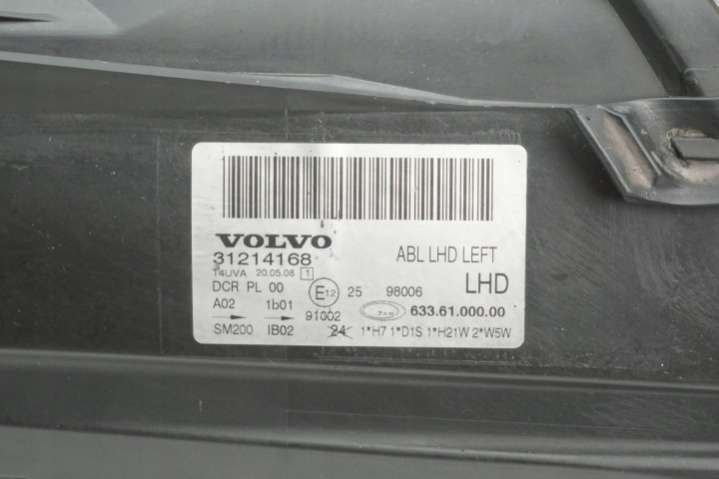 VOLVO
ABL LHD LEFT
31214168
T4UVA 20.05.08 1
LHD
DCR PL 00 E12 25 98006
A02 1b01 91002 633.61.000.00
SM200 IB02 24 1*H7 1*D1S 1*H21W 2*W5W